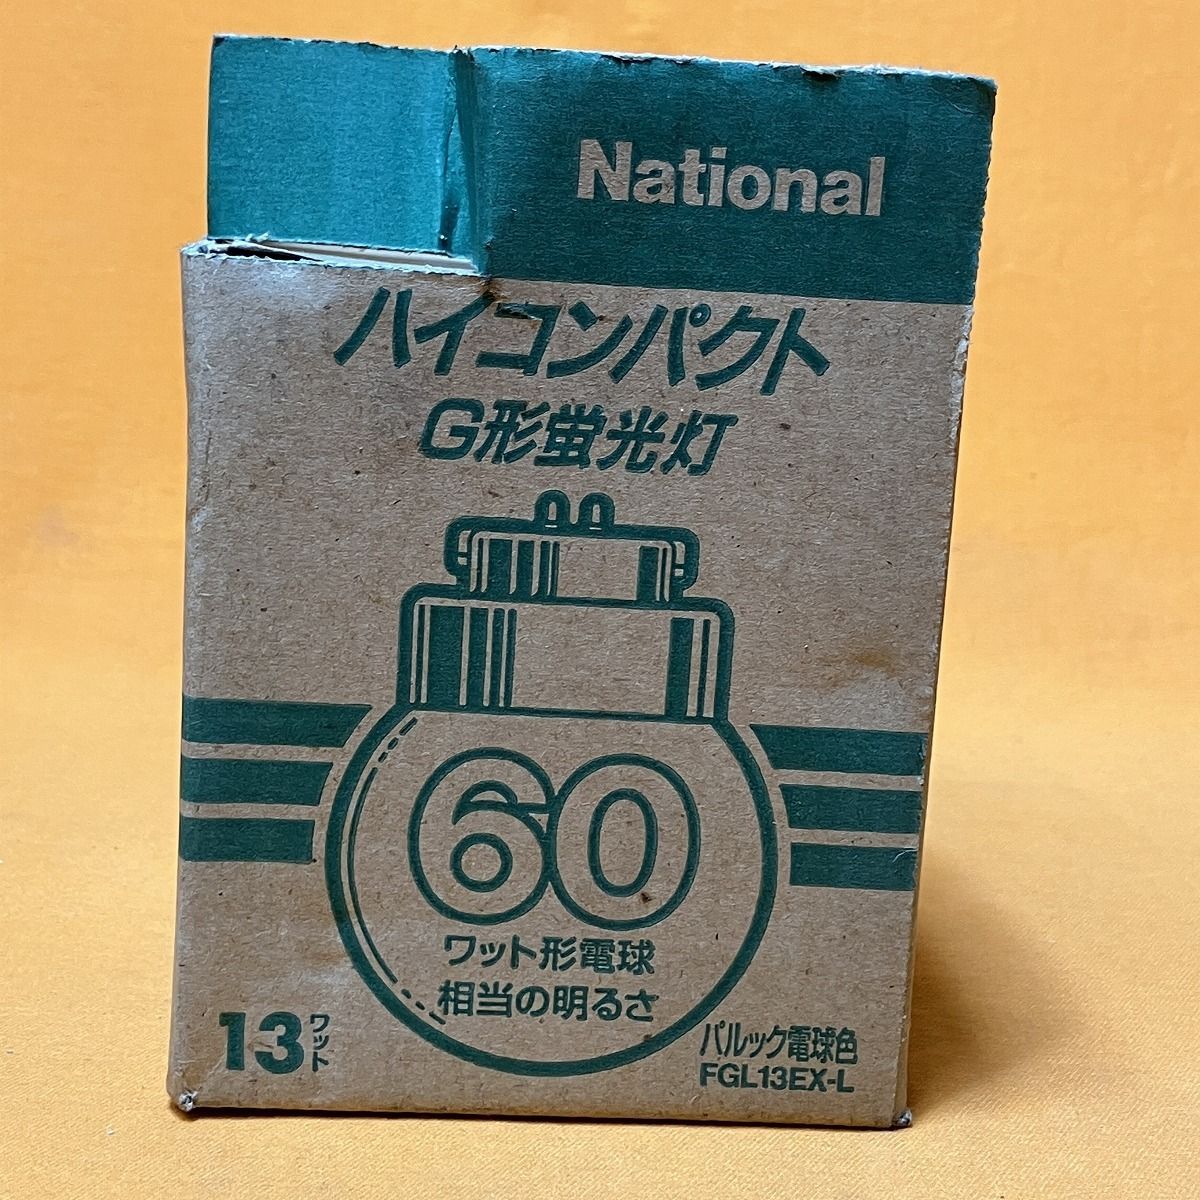 National
ハイコンパクト
G形蛍光灯
60
ワット形電球
相当の明るさ
13ワット
パルック電球色
FGL13EX-L